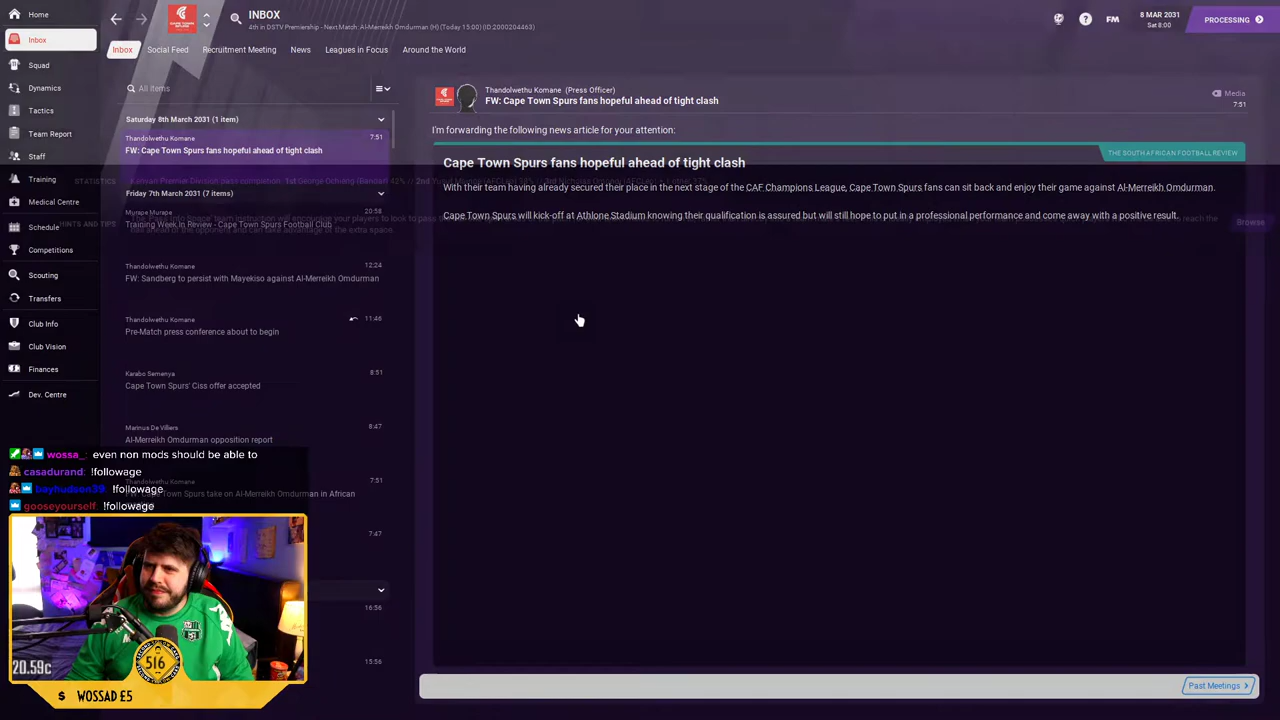 Home
INBOX
4th in DSTV Premiership - Next Match: Al-Merreikh Omdurman (H) (Today 15:00) (ID:2000204463)
FM
8 MAR 2031
Sat 8:00
PROCESSING
Inbox
Inbox
Social Feed
Recruitment Meeting
News
Leagues in Focus
Around the World
Squad
Dynamics
Tactics
Team Report
Staff
Training
Medical Centre
Schedule
Competitions
Scouting
Transfers
Club Info
Club Vision
Finances
Dev. Centre
All Items
Saturday 8th March 2031 (1 item)
Thandolwethu Komane
7:51
FW: Cape Town Spurs fans hopeful ahead of tight clash
Friday 7th March 2031 (7 items)
Myrape Murape
20:58
Training Week In Review - Cape Town Spurs Football Club
Thandolwethu Komane
12:24
FW: Sandberg to persist with Mayekiso against Al-Merreikh Omdurman
Thandolwethu Komane
11:46
Pre-Match press conference about to begin
Karabo Semenya
8:51
Cape Town Spurs' Ciss offer accepted
Marinus De Villiers
8:47
Al-Merreikh Omdurman opposition report
Thandolwethu Komane
7:51
FW: Cape Town Spurs take on Al-Merreikh Omdurman in African
7:47
16:56
15:56
Thandolwethu Komane (Press Officer)
FW: Cape Town Spurs fans hopeful ahead of tight clash
Media
7:51
I'm forwarding the following news article for your attention:
THE SOUTH AFRICAN FOOTBALL REVIEW
Cape Town Spurs fans hopeful ahead of tight clash
STATISTICS
With their team having already secured their place in the next stage of the CAF Champions League, Cape Town Spurs fans can sit back and enjoy their game against Al-Merreikh Omdurman.
Cape Town Spurs will kick-off at Athlone Stadium knowing their qualification is assured but will still hope to put in a professional performance and come away with a positive result.
HINTS AND TIPS
Browse
Past Meetings
wossa_: even non mods should be able to
casadurand: !followage
bayhudson39: !followage
gooseyourself: !followage
20.59c
516
$ WOSSAD £5